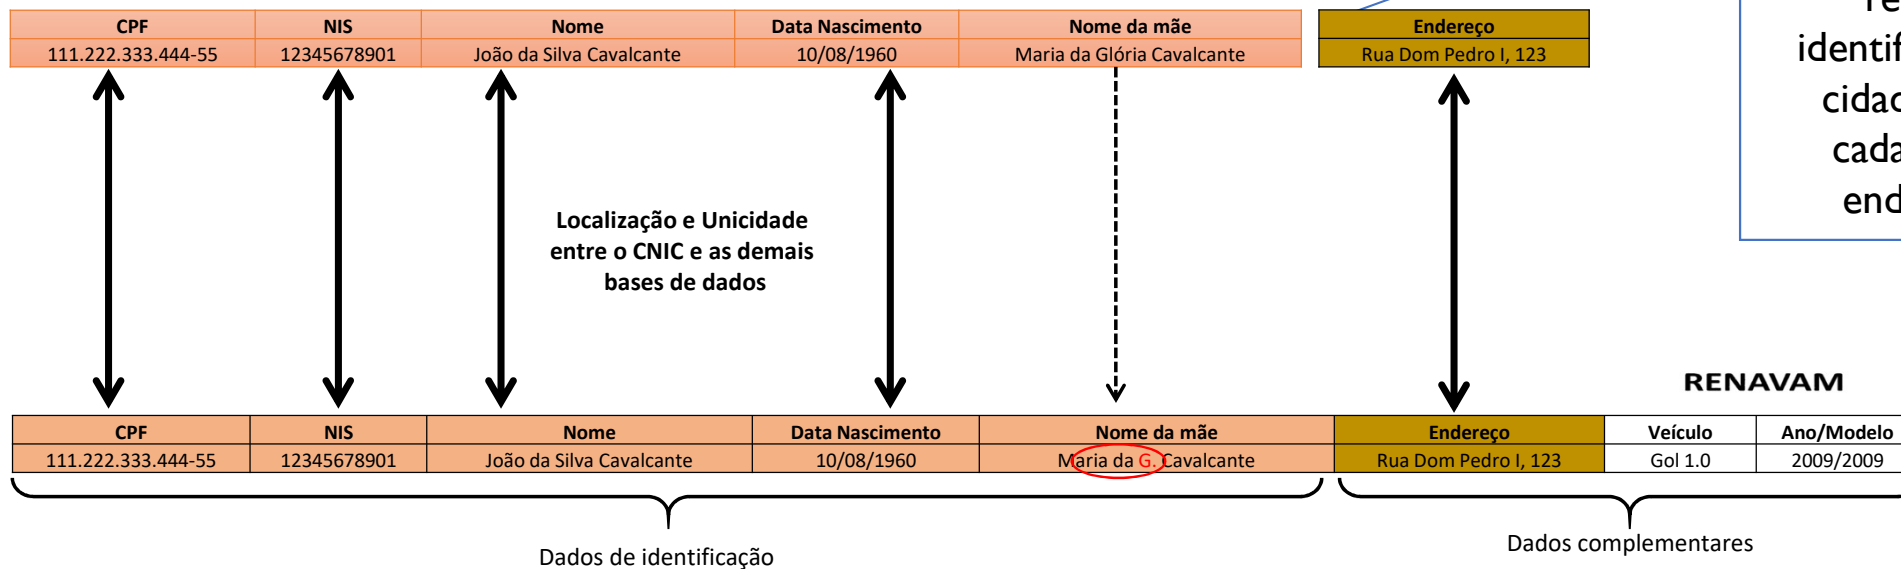 CPF NIS Nome Data Nascimento Nome da mãe Endereço
111.222.333.444-55 12345678901 João da Silva Cavalcante 10/08/1960 Maria da Glória Cavalcante Rua Dom Pedro I, 123
Localização e Unicidade
entre o CNIC e as demais
bases de dados
RENAVAM
CPF NIS Nome Data Nascimento Nome da mãe Endereço Veículo Ano/Modelo
111.222.333.444-55 12345678901 João da Silva Cavalcante 10/08/1960 Maria da G. Cavalcante Rua Dom Pedro I, 123 Gol 1.0 2009/2009
Dados de identificação
Dados complementares